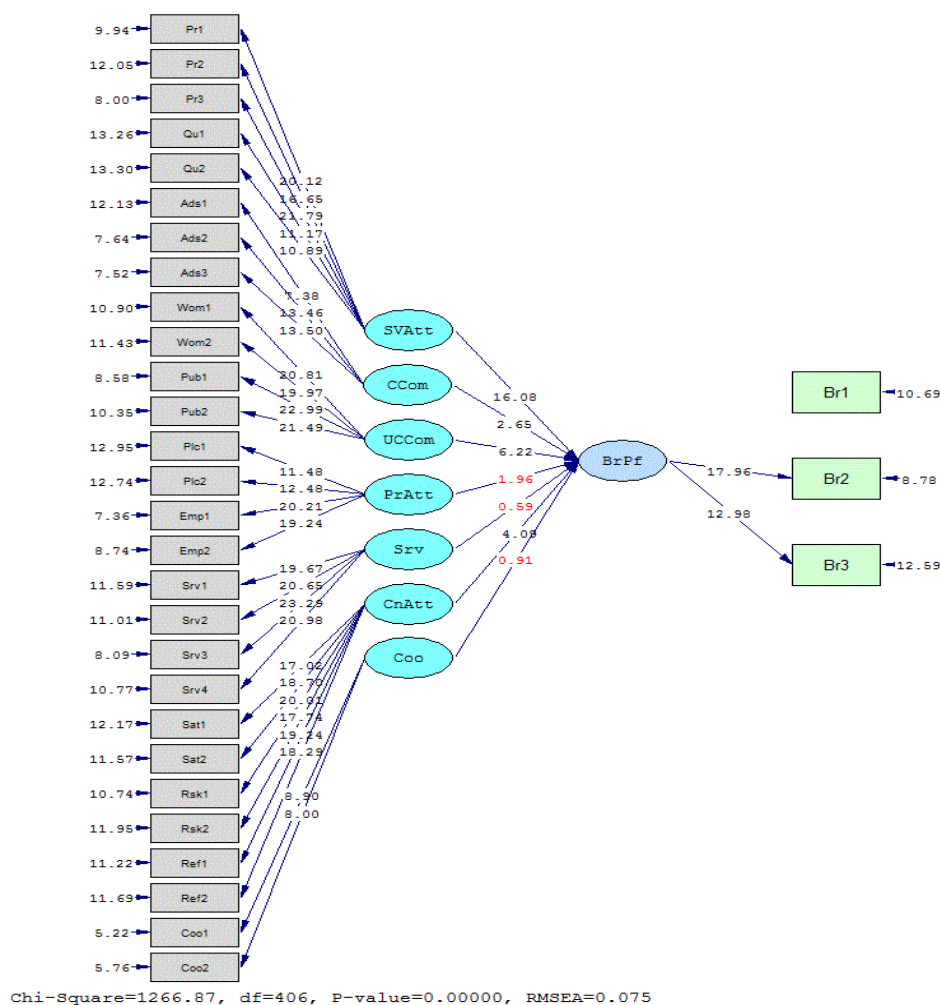 9.94 Pr1
12.05 Pr2
8.00 Pr3
13.26 Qu1
13.30 Qu2
12.13 Ads1
7.64 Ads2
7.52 Ads3
10.90 Wom1
11.43 Wom2
8.58 Pub1
10.35 Pub2
12.95 Plc1
12.74 Plc2
7.36 Emp1
8.74 Emp2
11.59 Srv1
11.01 Srv2
8.09 Srv3
10.77 Srv4
12.17 Sat1
11.57 Sat2
10.74 Rsk1
11.95 Rsk2
11.22 Ref1
11.69 Ref2
5.22 Coo1
5.76 Coo2
20.12
16.65
21.79
11.17
10.89
7.38
13.46
13.50
20.81
19.97
22.99
21.49
11.48
12.48
20.21
19.24
19.67
20.65
23.29
20.98
17.02
18.70
20.01
17.74
19.24
18.29
8.90
8.00
SVAtt
CCom
UCCom
PrAtt
Srv
CnAtt
Coo
16.08
2.65
6.22
1.96
0.59
4.09
0.91
BrPf
17.96
12.98
Br1 10.69
Br2 8.78
Br3 12.59
Chi-Square=1266.87, df=406, P-value=0.00000, RMSEA=0.075